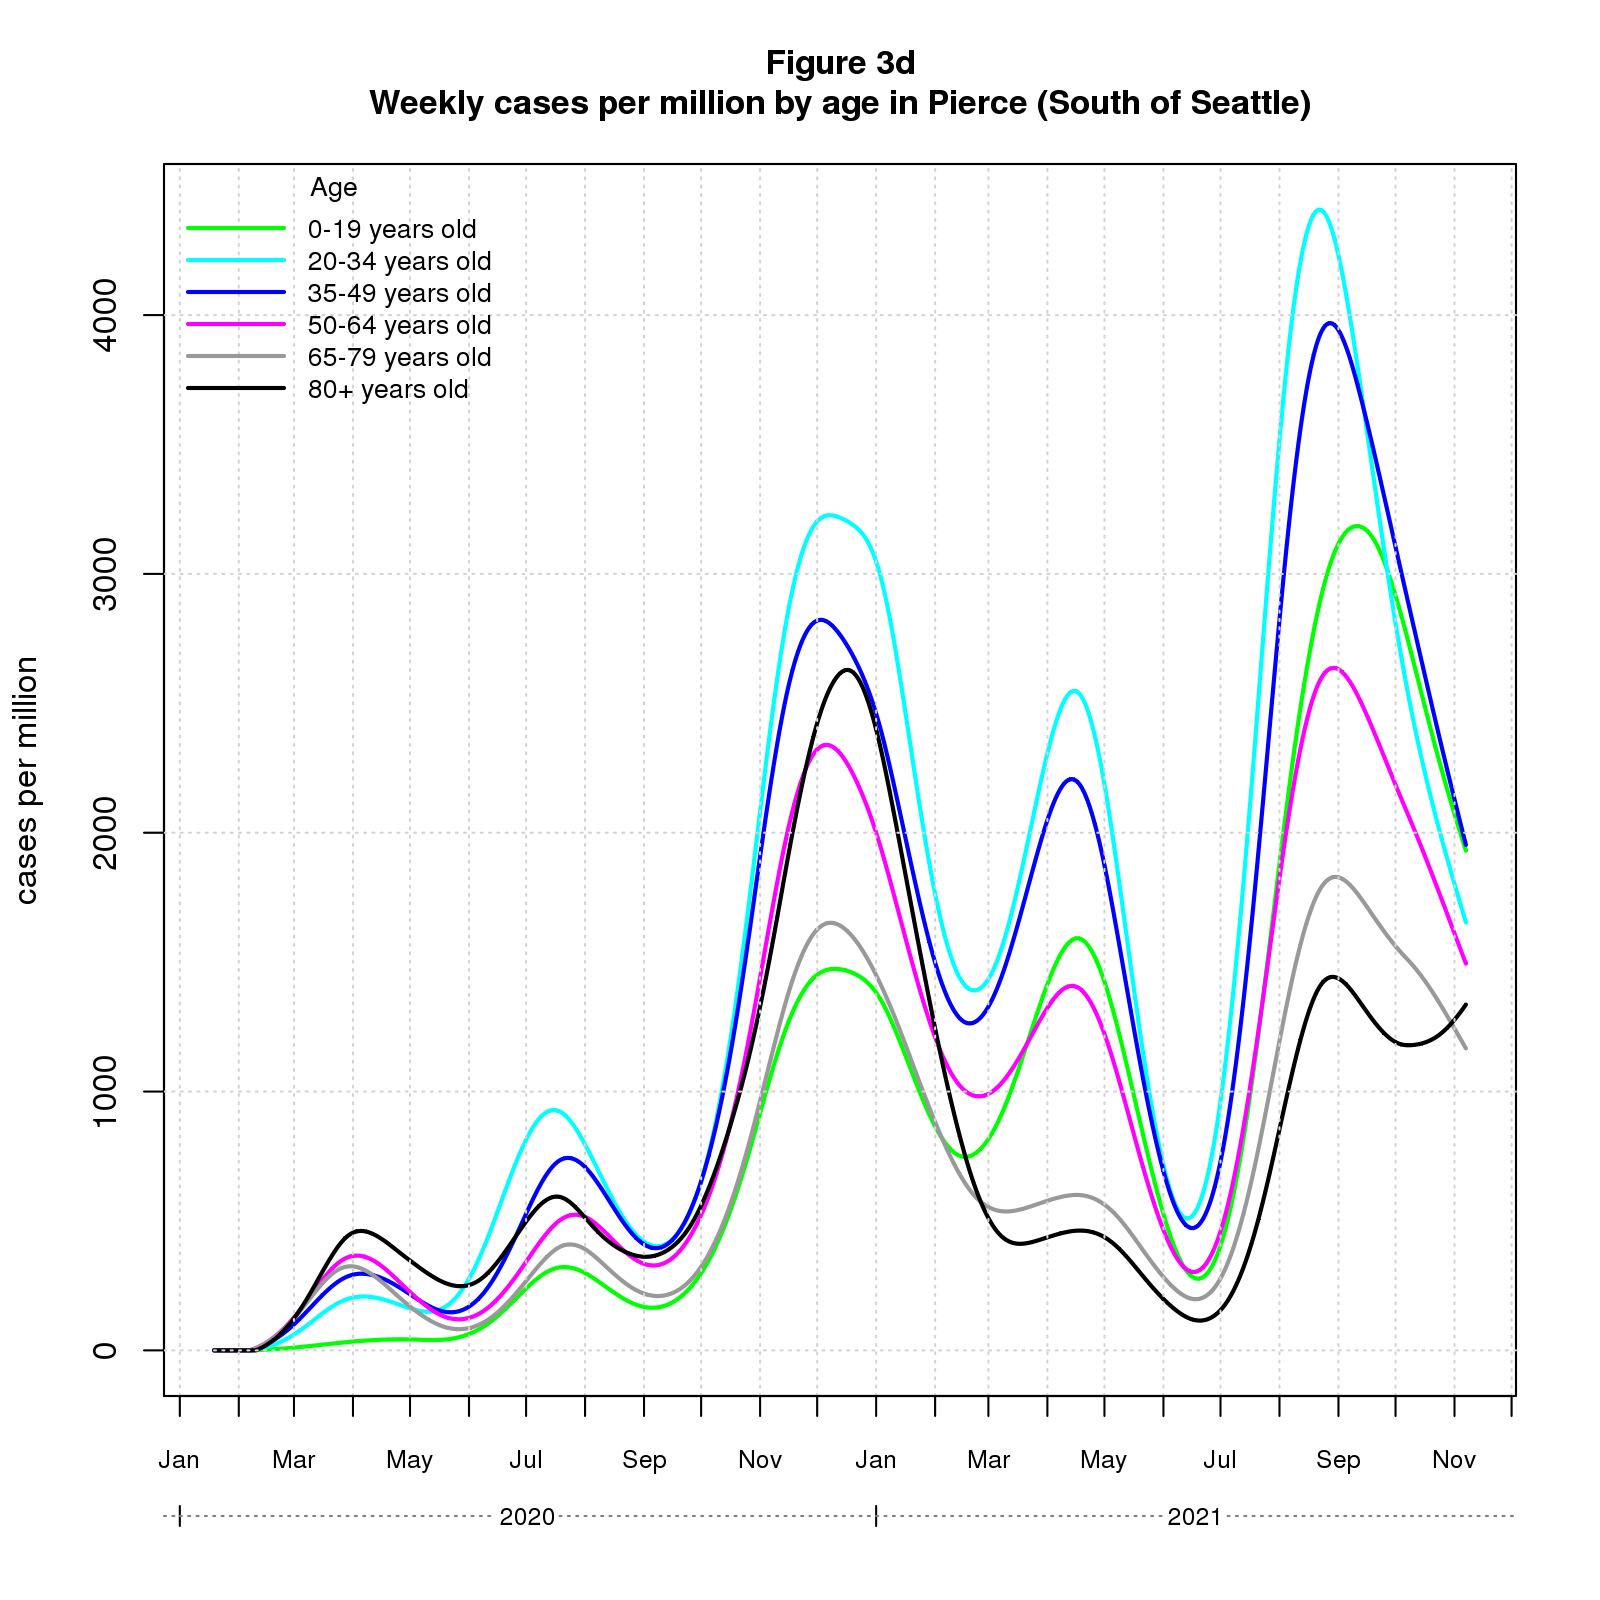 Figure 3d
Weekly cases per million by age in Pierce (South of Seattle)
Age
0-19 years old
20-34 years old
35-49 years old
50-64 years old
65-79 years old
80+ years old
cases per million
4000
3000
2000
1000
0
Jan Mar May Jul Sep Nov Jan Mar May Jul Sep Nov
2020 2021